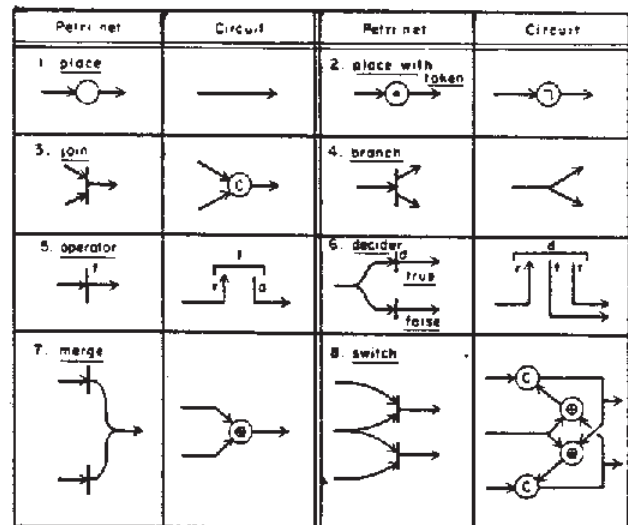 Petri net Circuit Petri net Circuit
1. place
2. place with
token
¬
3. join
C
4. branch
5. operator
f
f
r a
6. decider
d
true
false
d
r t f
7. merge
⊕
8. switch
C
⊕
⊕
C